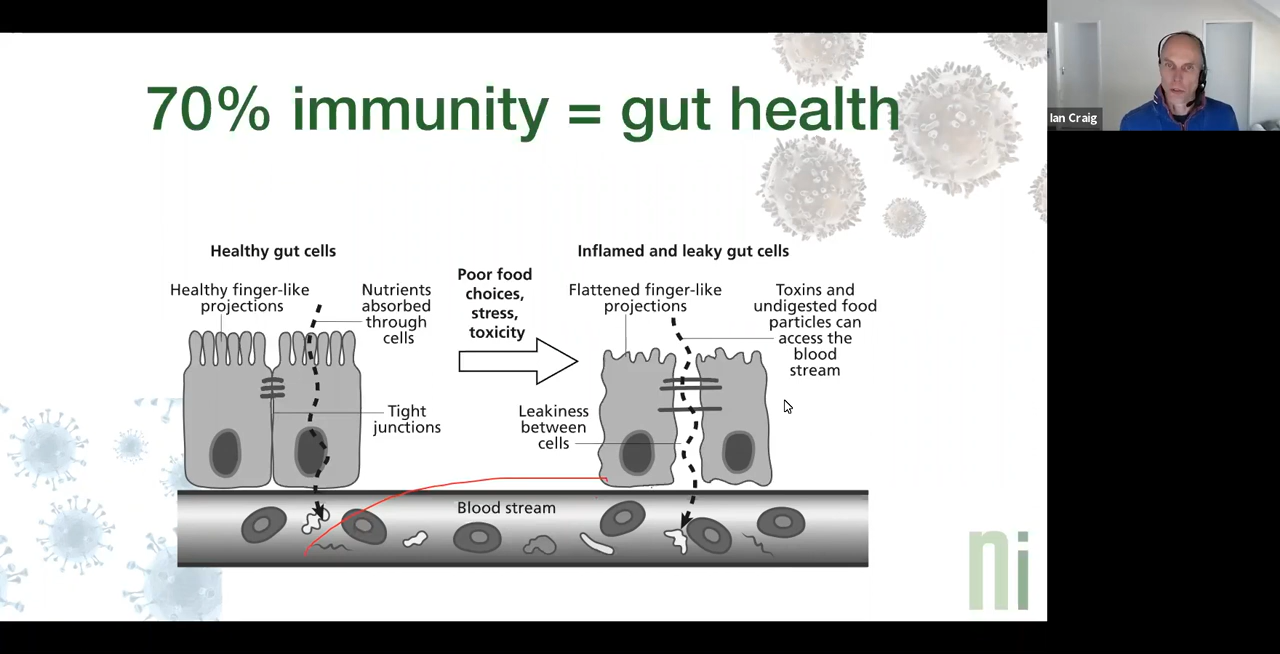 70% immunity = gut health
Ian Craig
Healthy gut cells
Healthy finger-like
projections
Nutrients
absorbed
through
cells
Tight
junctions
Poor food
choices,
stress,
toxicity
Inflamed and leaky gut cells
Flattened finger-like
projections
Toxins and
undigested food
particles can
access the
blood
stream
Leakiness
between
cells
Blood stream
ni